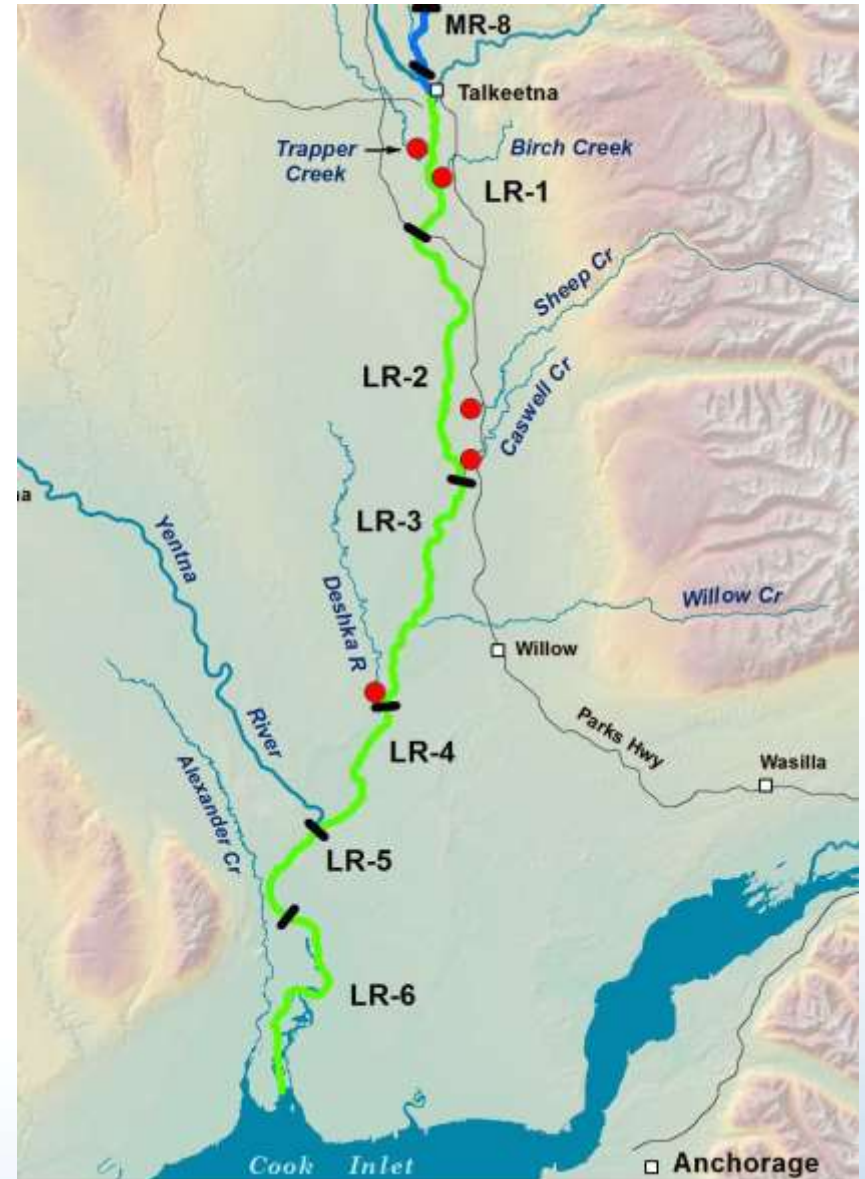 MR-8
Talkeetna
Trapper
Creek
Birch Creek
LR-1
Sheep Cr
LR-2
Caswell Cr
LR-3
Yentna
River
Deshka R
Willow Cr
Willow
Parks Hwy
LR-4
Wasilla
Alexander Cr
LR-5
LR-6
Cook Inlet
Anchorage